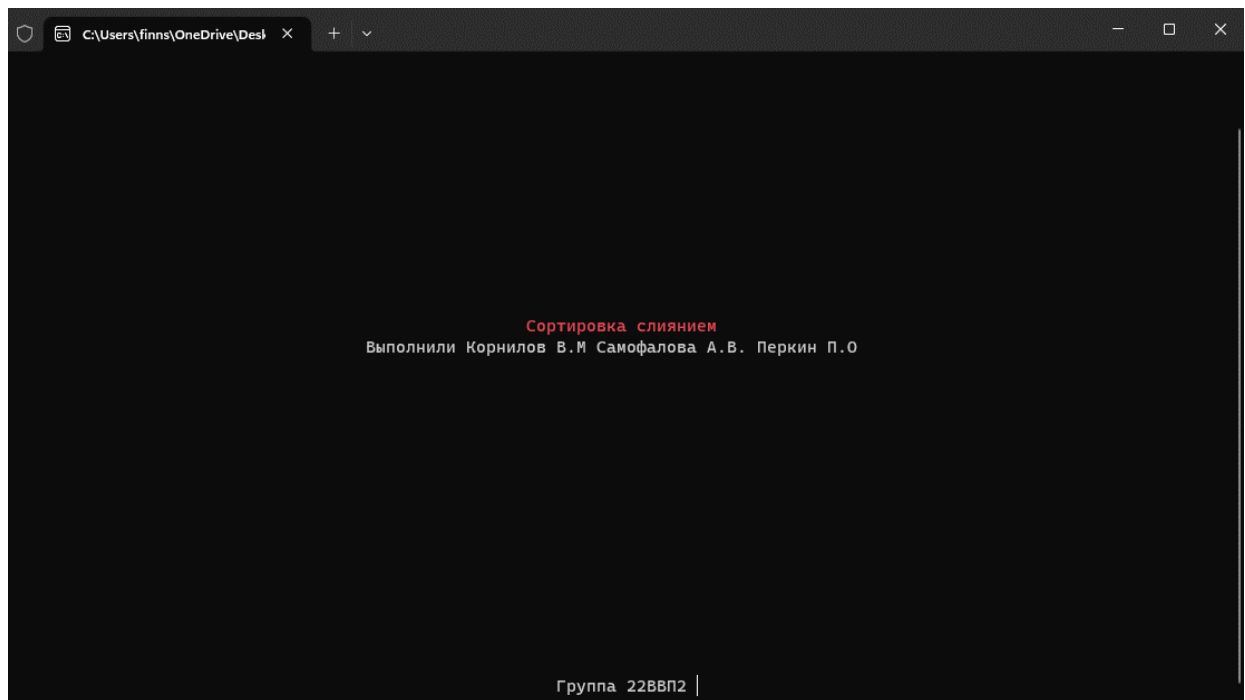 C:\Users\finns\OneDrive\Desk
Сортировка слиянием
Выполнили Корнилов В.М Самофалова А.В. Перкин П.О
Группа 22ВВП2